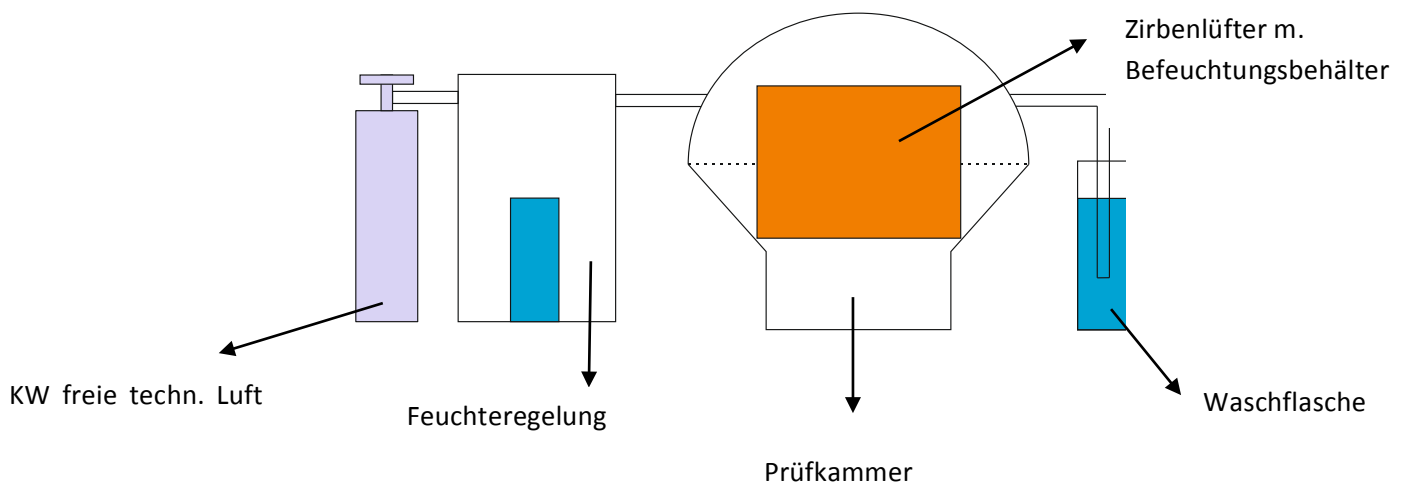 Zirbenlüfter m.
Befeuchtungsbehälter
KW freie techn. Luft
Feuchteregelung
Waschflasche
Prüfkammer